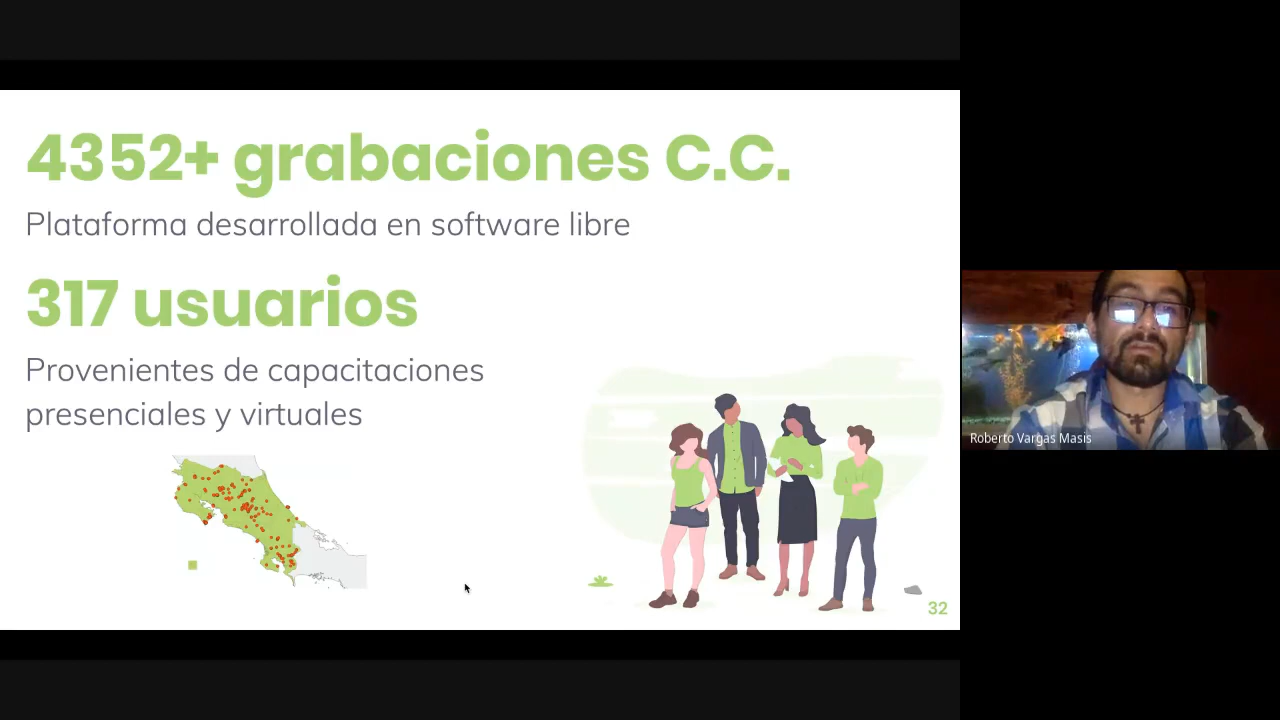 4352+ grabaciones C.C.
Plataforma desarrollada en software libre
317 usuarios
Provenientes de capacitaciones
presenciales y virtuales
32
Roberto Vargas Masis